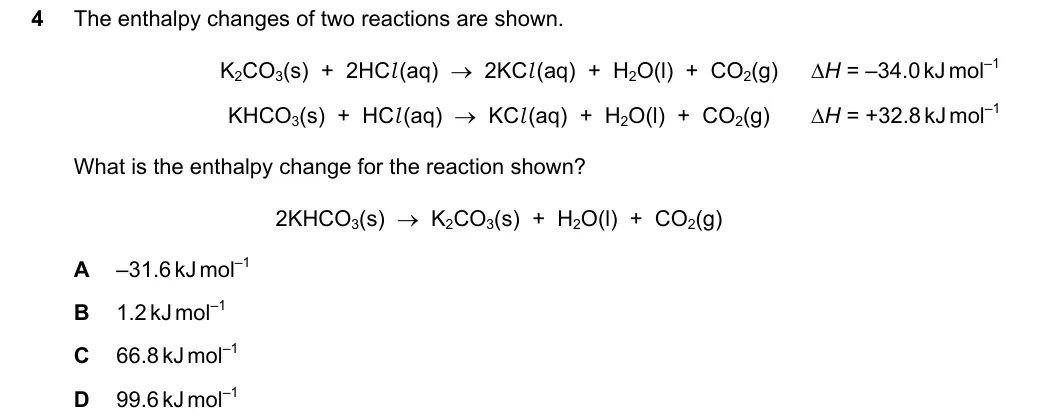 4 The enthalpy changes of two reactions are shown.
K₂CO₃(s) + 2HCl(aq) → 2KCl(aq) + H₂O(l) + CO₂(g) ΔH = –34.0 kJ mol⁻¹
KHCO₃(s) + HCl(aq) → KCl(aq) + H₂O(l) + CO₂(g) ΔH = +32.8 kJ mol⁻¹
What is the enthalpy change for the reaction shown?
2KHCO₃(s) → K₂CO₃(s) + H₂O(l) + CO₂(g)
A –31.6 kJ mol⁻¹
B 1.2 kJ mol⁻¹
C 66.8 kJ mol⁻¹
D 99.6 kJ mol⁻¹